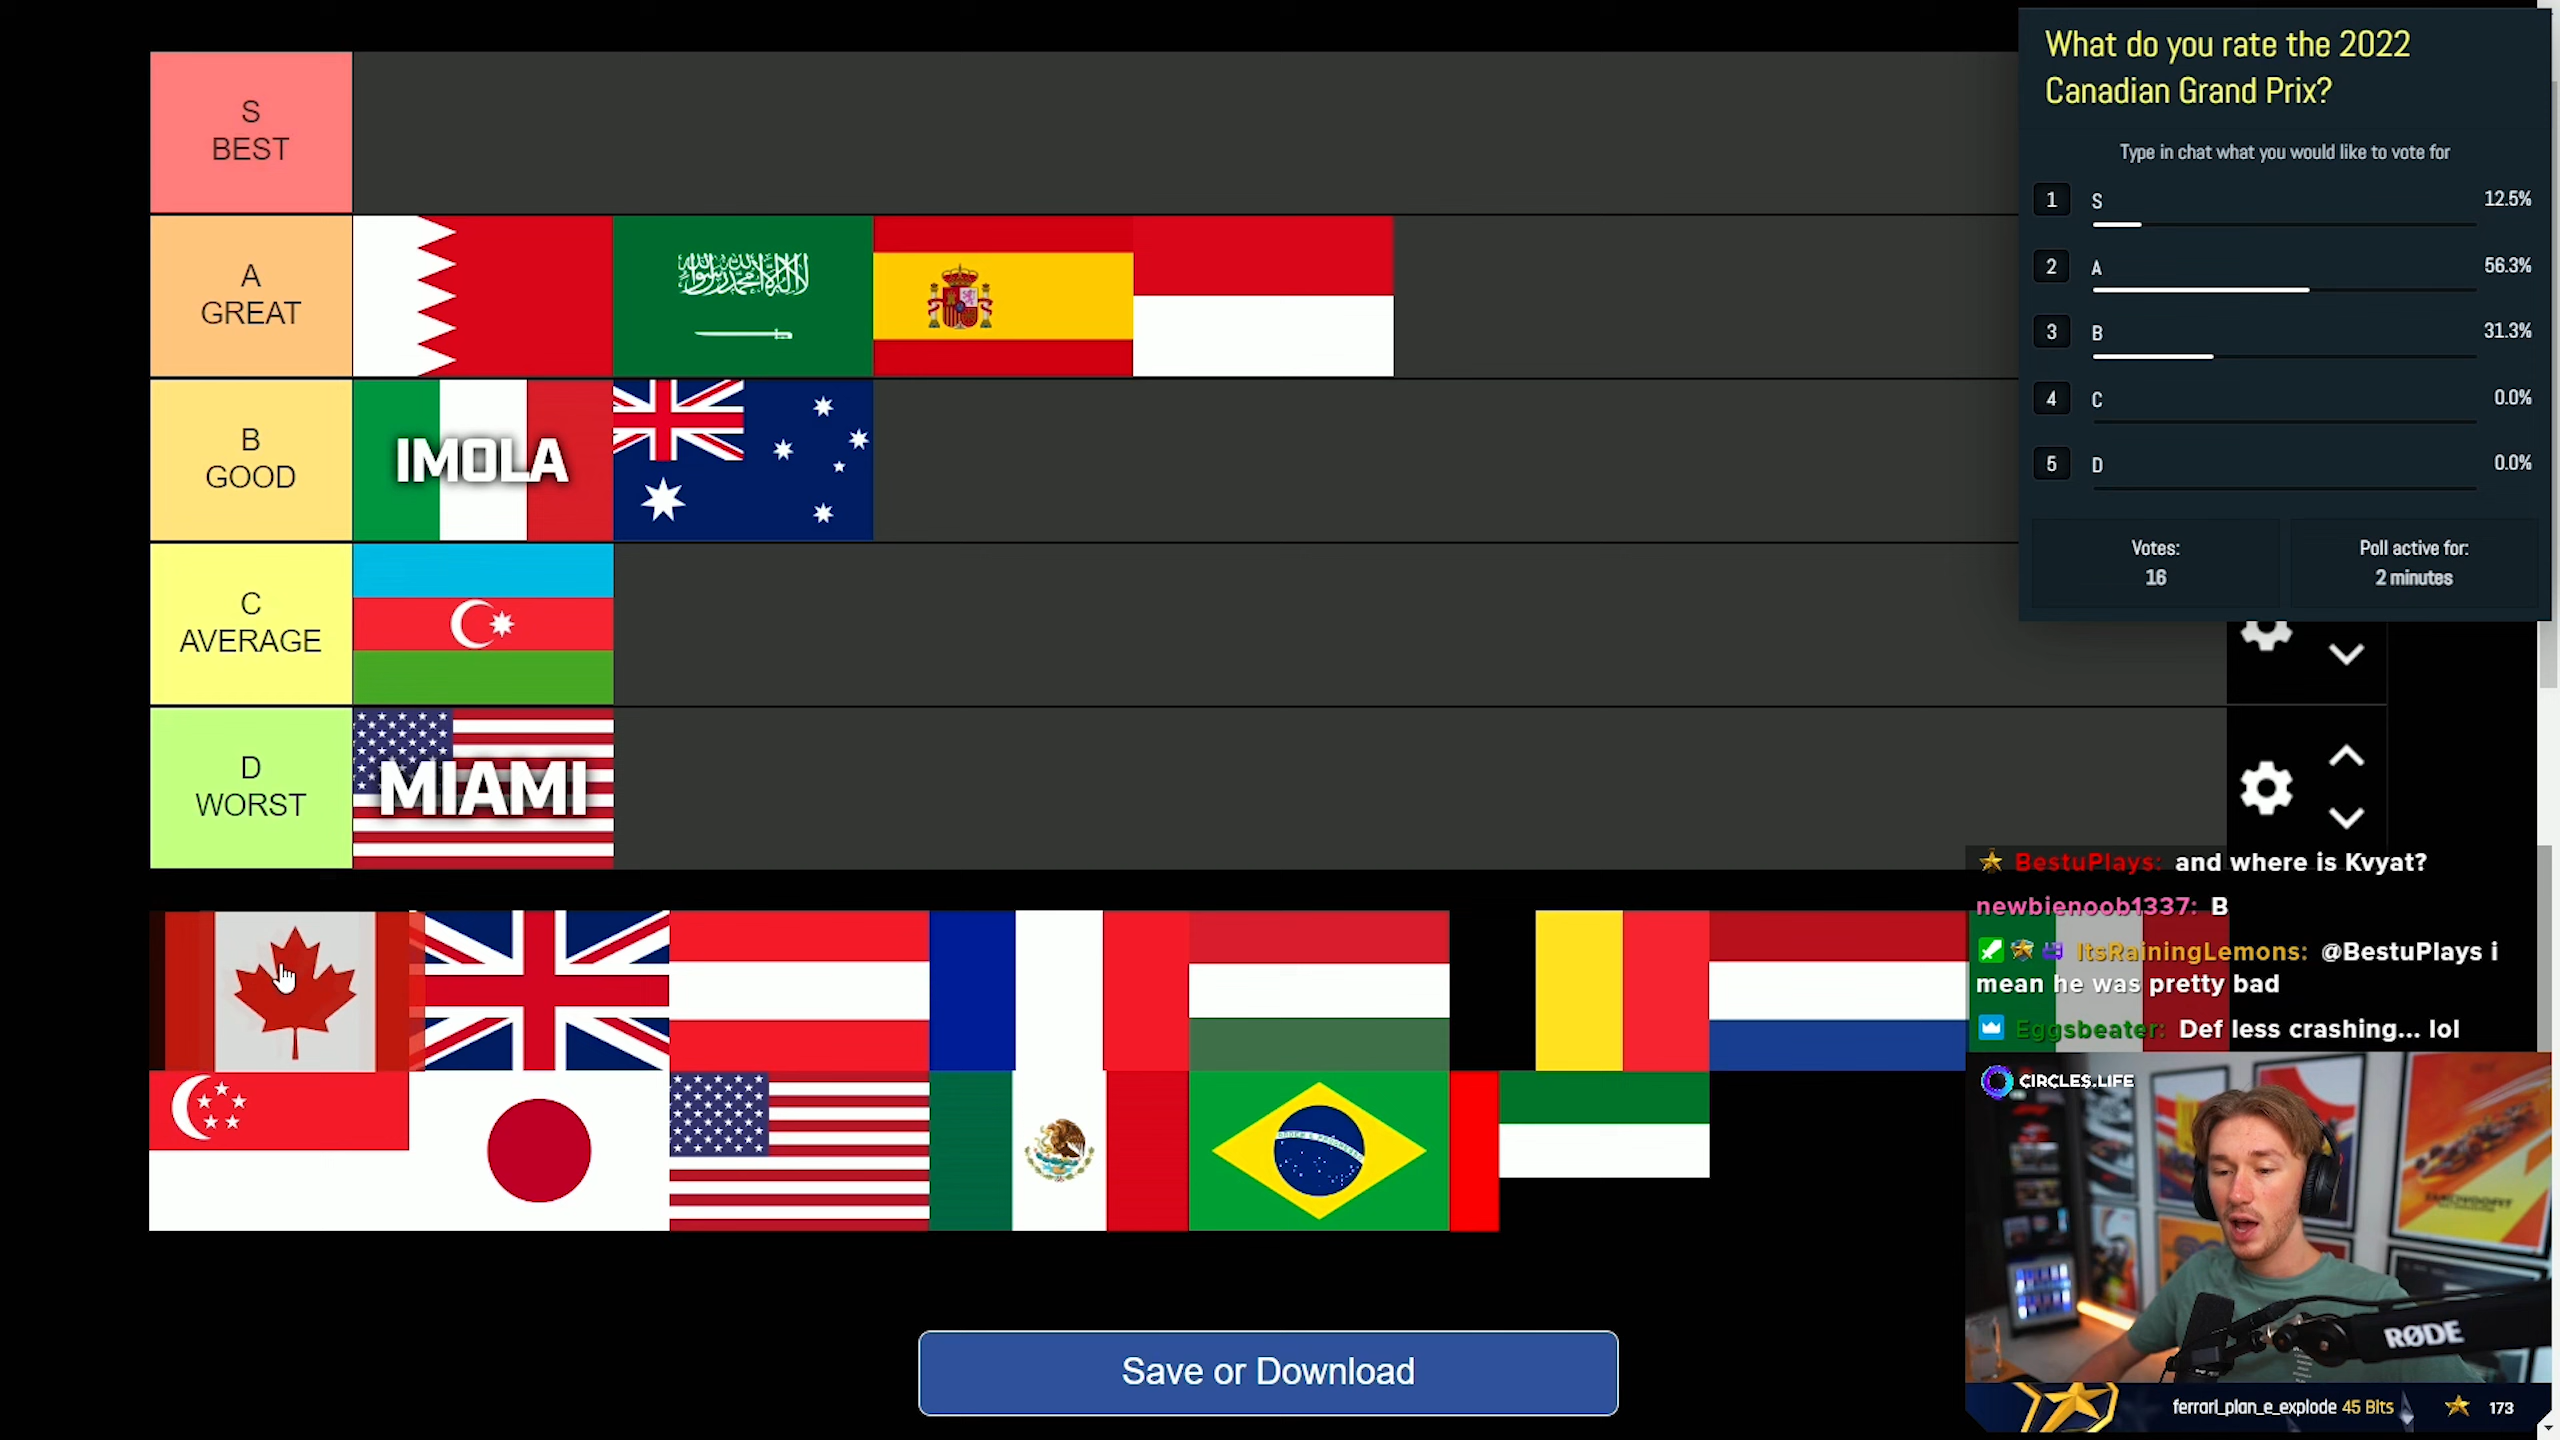 S
BEST
A
GREAT
B
GOOD
IMOLA
C
AVERAGE
D
WORST
MIAMI
What do you rate the 2022
Canadian Grand Prix?
Type in chat what you would like to vote for
1 S 12.5%
2 A 56.3%
3 B 31.3%
4 C 0.0%
5 D 0.0%
Votes:
16
Poll active for:
2 minutes
BestuPlays: and where is Kvyat?
newbienoob1337: B
ItsRainingLemons: @BestuPlays i
mean he was pretty bad
Eggsbeater: Def less crashing... lol
CIRCLES.LIFE
RØDE
ferrari_plan_e_explode 45 Bits
173
Save or Download